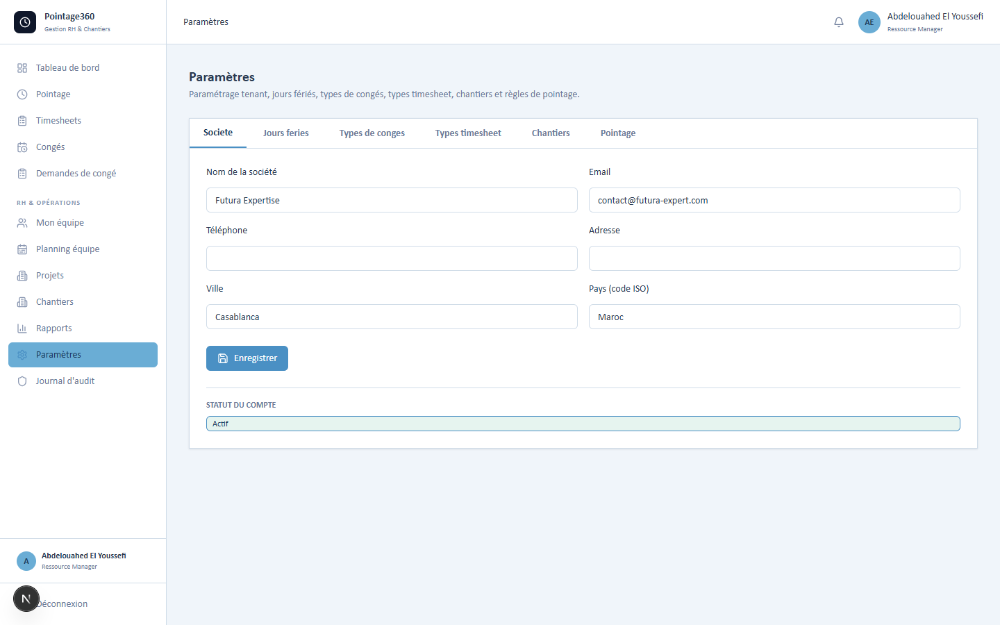 Pointage360
Gestion RH & Chantiers
Paramètres
AE
Abdelouahed El Youssefi
Ressource Manager
Tableau de bord
Pointage
Timesheets
Congés
Demandes de congé
RH & OPÉRATIONS
Mon équipe
Planning équipe
Projets
Chantiers
Rapports
Paramètres
Journal d'audit
A
Abdelouahed El Youssefi
Ressource Manager
N
Déconnexion
Paramètres
Paramétrage tenant, jours fériés, types de congés, types timesheet, chantiers et règles de pointage.
Societe Jours feries Types de conges Types timesheet Chantiers Pointage
Nom de la société
Futura Expertise
Email
contact@futura-expert.com
Téléphone
Adresse
Ville
Casablanca
Pays (code ISO)
Maroc
Enregistrer
STATUT DU COMPTE
Actif